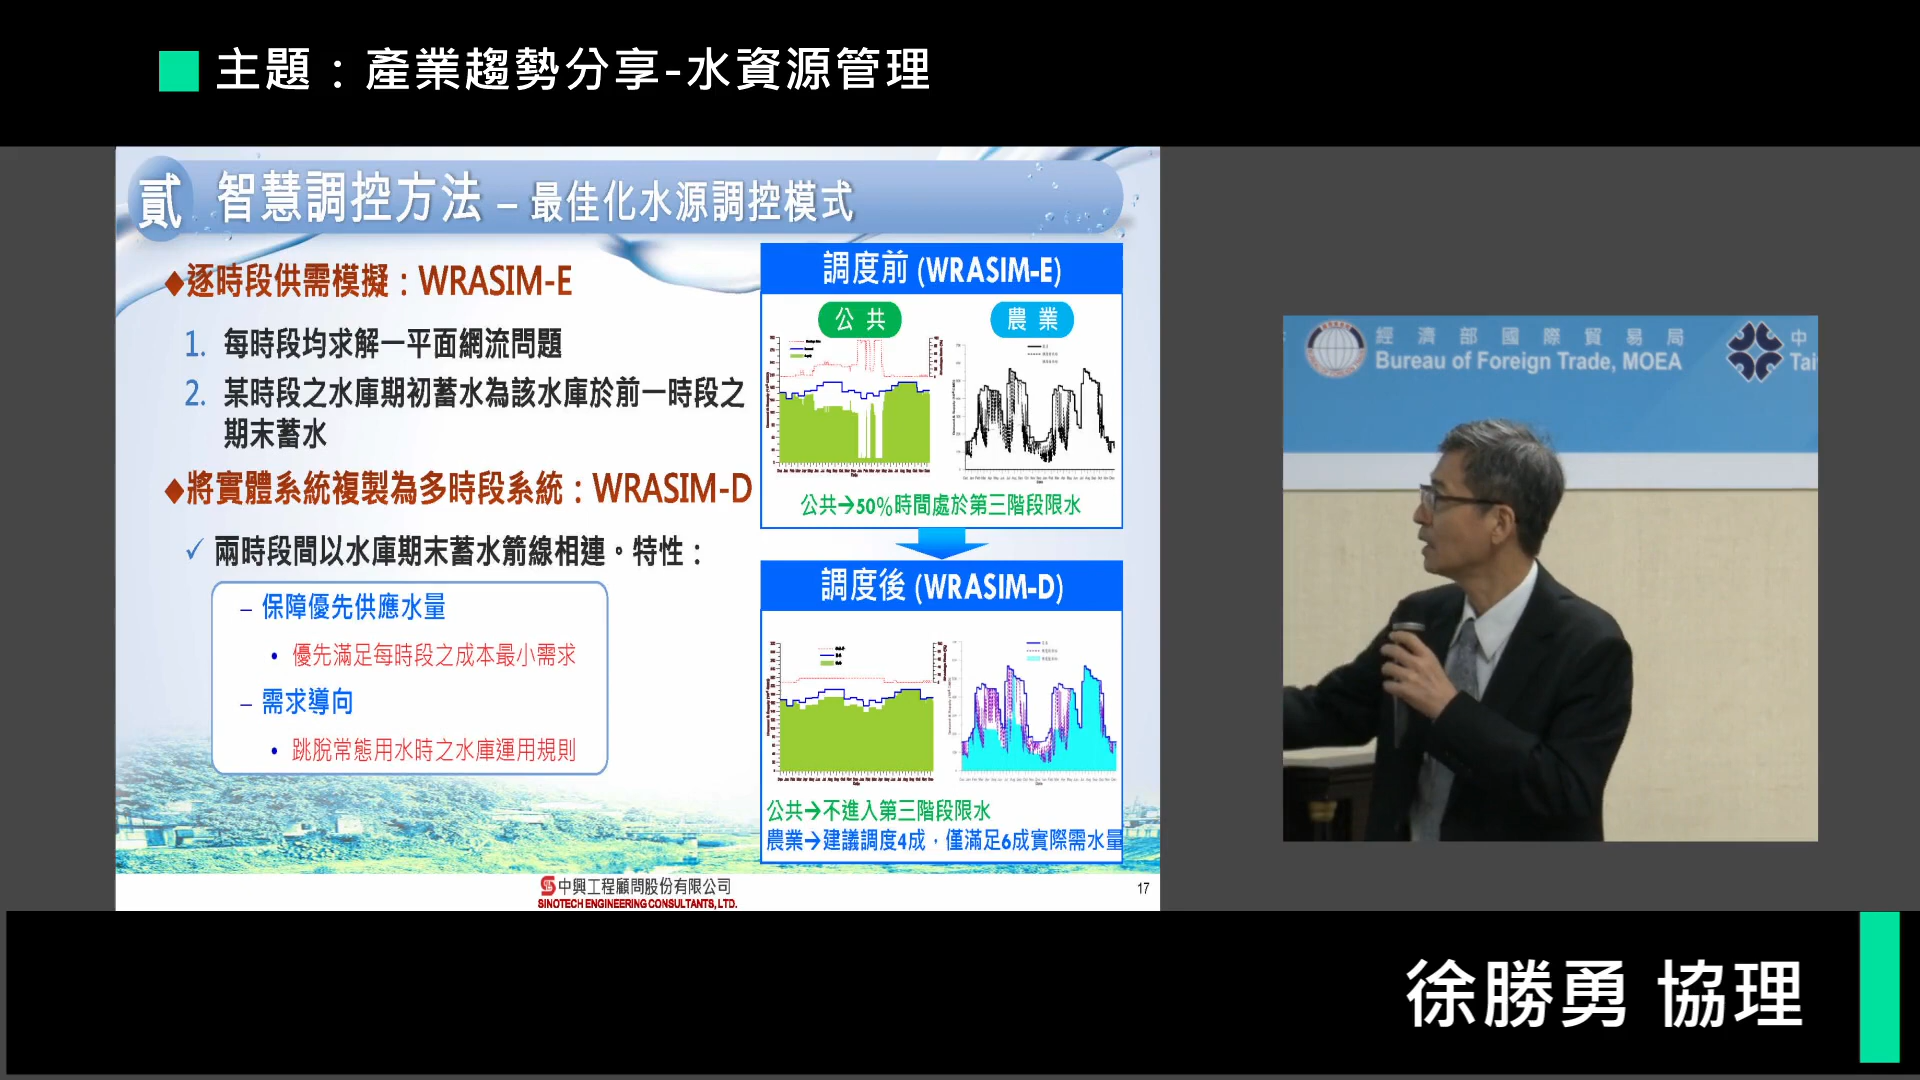 主題：產業趨勢分享-水資源管理
貳 智慧調控方法 – 最佳化水源調控模式
◆逐時段供需模擬：WRASIM-E
1. 每時段均求解一平面網流問題
2. 某時段之水庫期初蓄水為該水庫於前一時段之
期末蓄水
◆將實體系統複製為多時段系統：WRASIM-D
✓ 兩時段間以水庫期末蓄水箭線相連。特性：
– 保障優先供應水量
• 優先滿足每時段之成本最小需求
– 需求導向
• 跳脫常態用水時之水庫運用規則
調度前 (WRASIM-E)
公 共
農 業
公共→50%時間處於第三階段限水
調度後 (WRASIM-D)
公共→不進入第三階段限水
農業→建議調度4成，僅滿足6成實際需水量
中興工程顧問股份有限公司
SINOTECH ENGINEERING CONSULTANTS, LTD.
17
經濟部國際貿易局
Bureau of Foreign Trade, MOEA
中
Tai
徐勝勇 協理